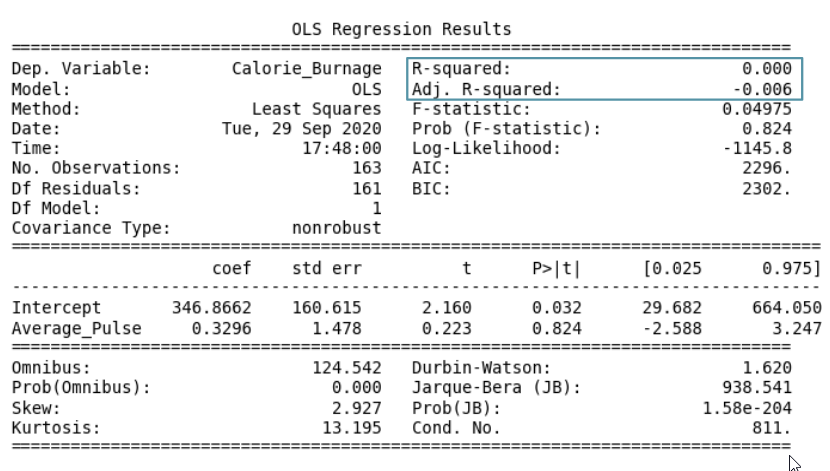 OLS Regression Results
==============================================================================
Dep. Variable: Calorie_Burnage R-squared: 0.000
Model: OLS Adj. R-squared: -0.006
Method: Least Squares F-statistic: 0.04975
Date: Tue, 29 Sep 2020 Prob (F-statistic): 0.824
Time: 17:48:00 Log-Likelihood: -1145.8
No. Observations: 163 AIC: 2296.
Df Residuals: 161 BIC: 2302.
Df Model: 1
Covariance Type: nonrobust
=================================================================================
coef std err t P>|t| [0.025 0.975]
---------------------------------------------------------------------------------
Intercept 346.8662 160.615 2.160 0.032 29.682 664.050
Average_Pulse 0.3296 1.478 0.223 0.824 -2.588 3.247
==============================================================================
Omnibus: 124.542 Durbin-Watson: 1.620
Prob(Omnibus): 0.000 Jarque-Bera (JB): 938.541
Skew: 2.927 Prob(JB): 1.58e-204
Kurtosis: 13.195 Cond. No. 811.
==============================================================================